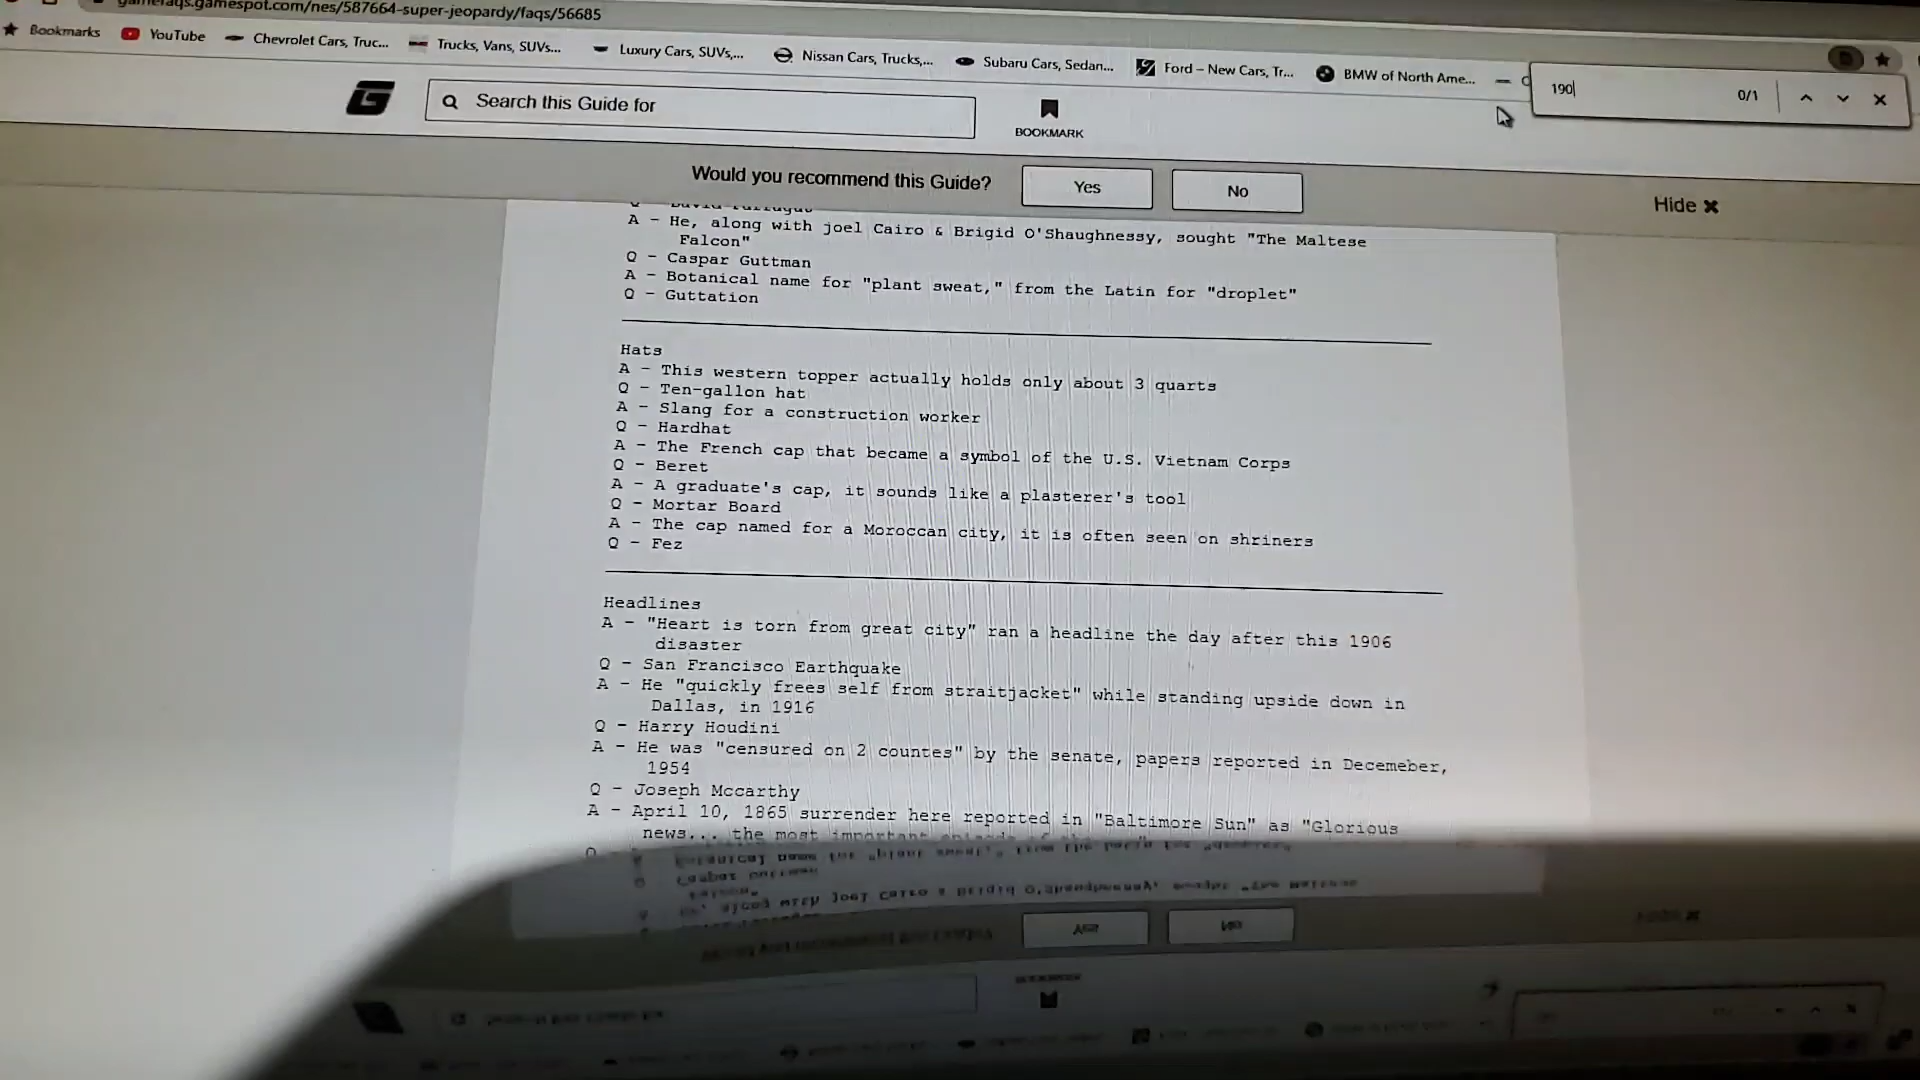 gamefaqs.gamespot.com/nes/587664-super-jeopardy/faqs/56685
Bookmarks YouTube Chevrolet Cars, Truc... Trucks, Vans, SUVs... Luxury Cars, SUVs,... Nissan Cars, Trucks,... Subaru Cars, Sedan... Ford – New Cars, Tr... BMW of North Ame...
190 0/1
Search this Guide for
BOOKMARK
Would you recommend this Guide? Yes No
Hide
A - He, along with joel Cairo & Brigid O'Shaughnessy, sought "The Maltese
Falcon"
Q - Caspar Guttman
A - Botanical name for "plant sweat," from the Latin for "droplet"
Q - Guttation
Hats
A - This western topper actually holds only about 3 quarts
Q - Ten-gallon hat
A - Slang for a construction worker
Q - Hardhat
A - The French cap that became a symbol of the U.S. Vietnam Corps
Q - Beret
A - A graduate's cap, it sounds like a plasterer's tool
Q - Mortar Board
A - The cap named for a Moroccan city, it is often seen on shriners
Q - Fez
Headlines
A - "Heart is torn from great city" ran a headline the day after this 1906
disaster
Q - San Francisco Earthquake
A - He "quickly frees self from straitjacket" while standing upside down in
Dallas, in 1916
Q - Harry Houdini
A - He was "censured on 2 countes" by the senate, papers reported in Decemeber,
1954
Q - Joseph Mccarthy
A - April 10, 1865 surrender here reported in "Baltimore Sun" as "Glorious
news... the most important